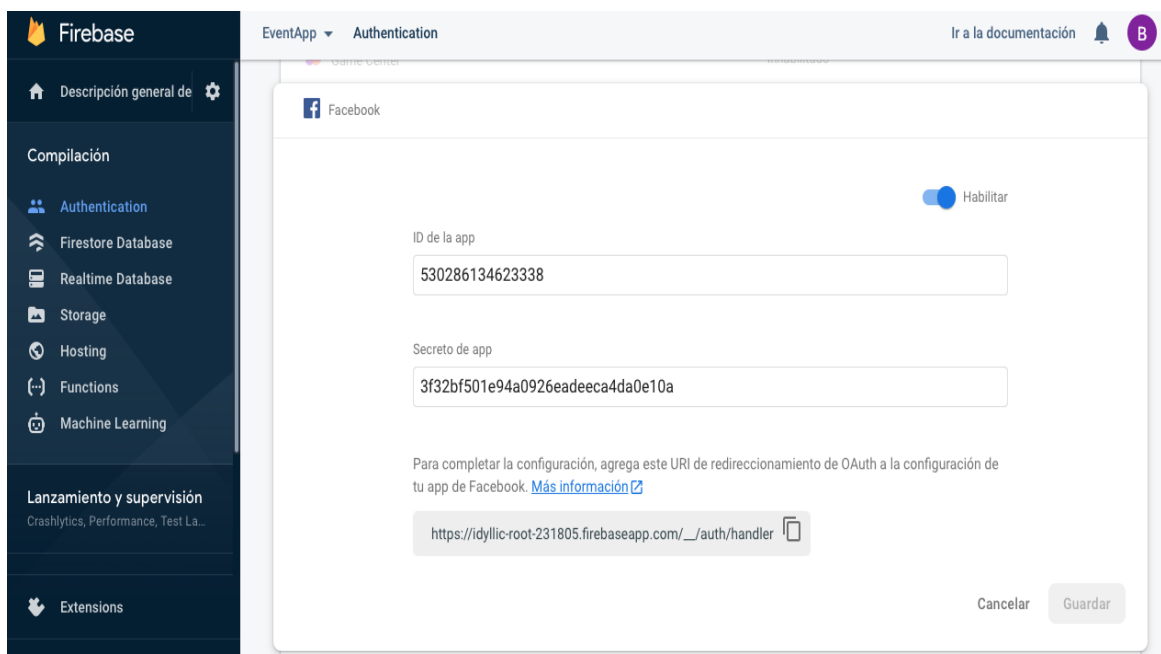 Firebase
EventApp Authentication Ir a la documentación B
Game Center Inhabilitado
Descripción general de
Facebook
Compilación
Authentication
Firestore Database
Realtime Database
Storage
Hosting
Functions
Machine Learning
Lanzamiento y supervisión
Crashlytics, Performance, Test La...
Extensions
Habilitar
ID de la app
530286134623338
Secreto de app
3f32bf501e94a0926eadeeca4da0e10a
Para completar la configuración, agrega este URI de redireccionamiento de OAuth a la configuración de
tu app de Facebook. Más información
https://idyllic-root-231805.firebaseapp.com/__/auth/handler
Cancelar Guardar